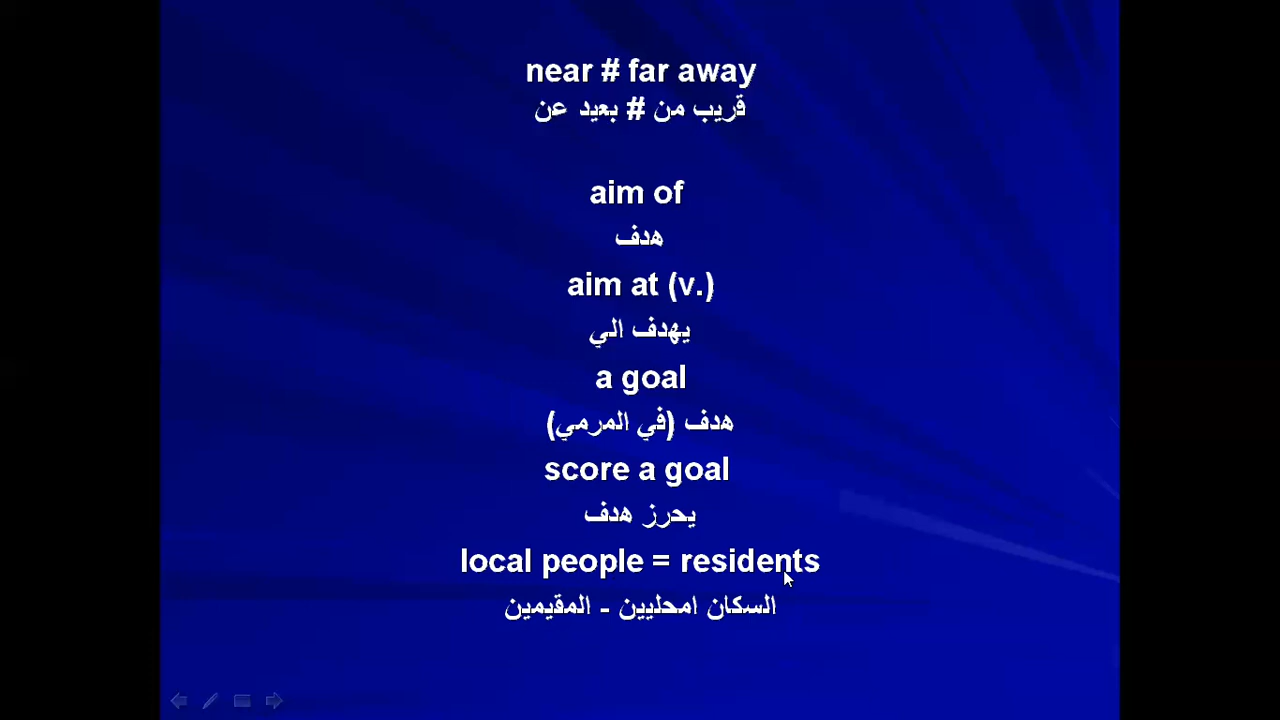 near # far away
قريب من # بعيد عن
aim of
هدف
aim at (v.)
يهدف الي
a goal
هدف (في المرمي)
score a goal
يحرز هدف
local people = residents
السكان امحليين - المقيمين